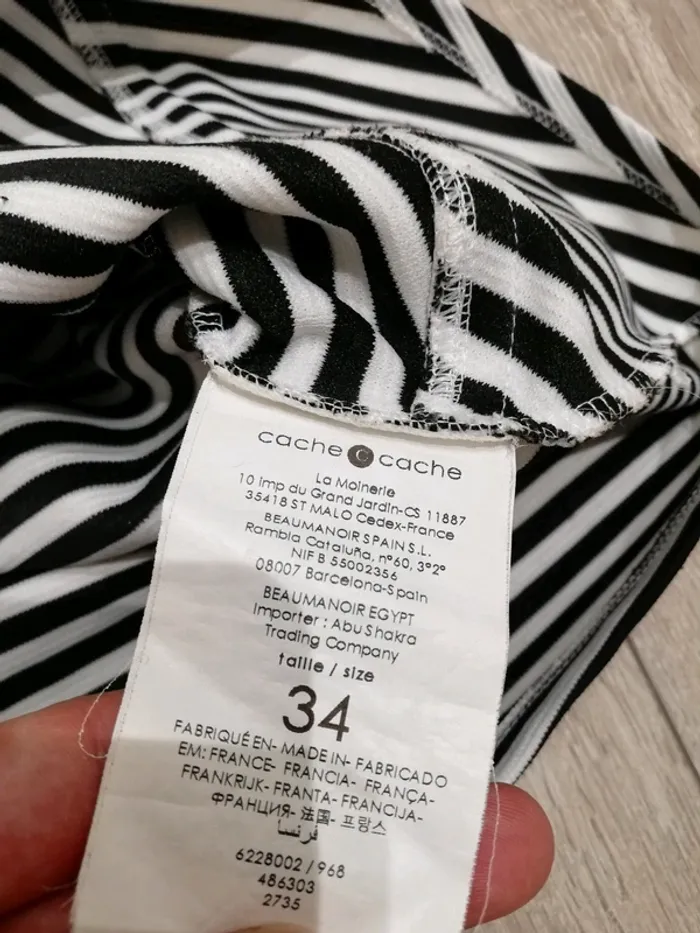 cache c cache
La Moinerie
10 imp du Grand Jardin-CS 11887
35418 ST MALO Cedex-France
BEAUMANOIR SPAIN S.L.
Rambla Cataluña, nº60, 3º2º
NIF B 55002356
08007 Barcelona-Spain
BEAUMANOIR EGYPT
Importer : Abu Shakra
Trading Company
taille / size
34
FABRIQUÉ EN- MADE IN- FABRICADO
EM: FRANCE- FRANCIA- FRANÇA-
FRANKRIJK- FRANTA- FRANCIJA-
ФРАНЦИЯ- 法国- 프랑스
فرنسا
6228002 / 968
486303
2735